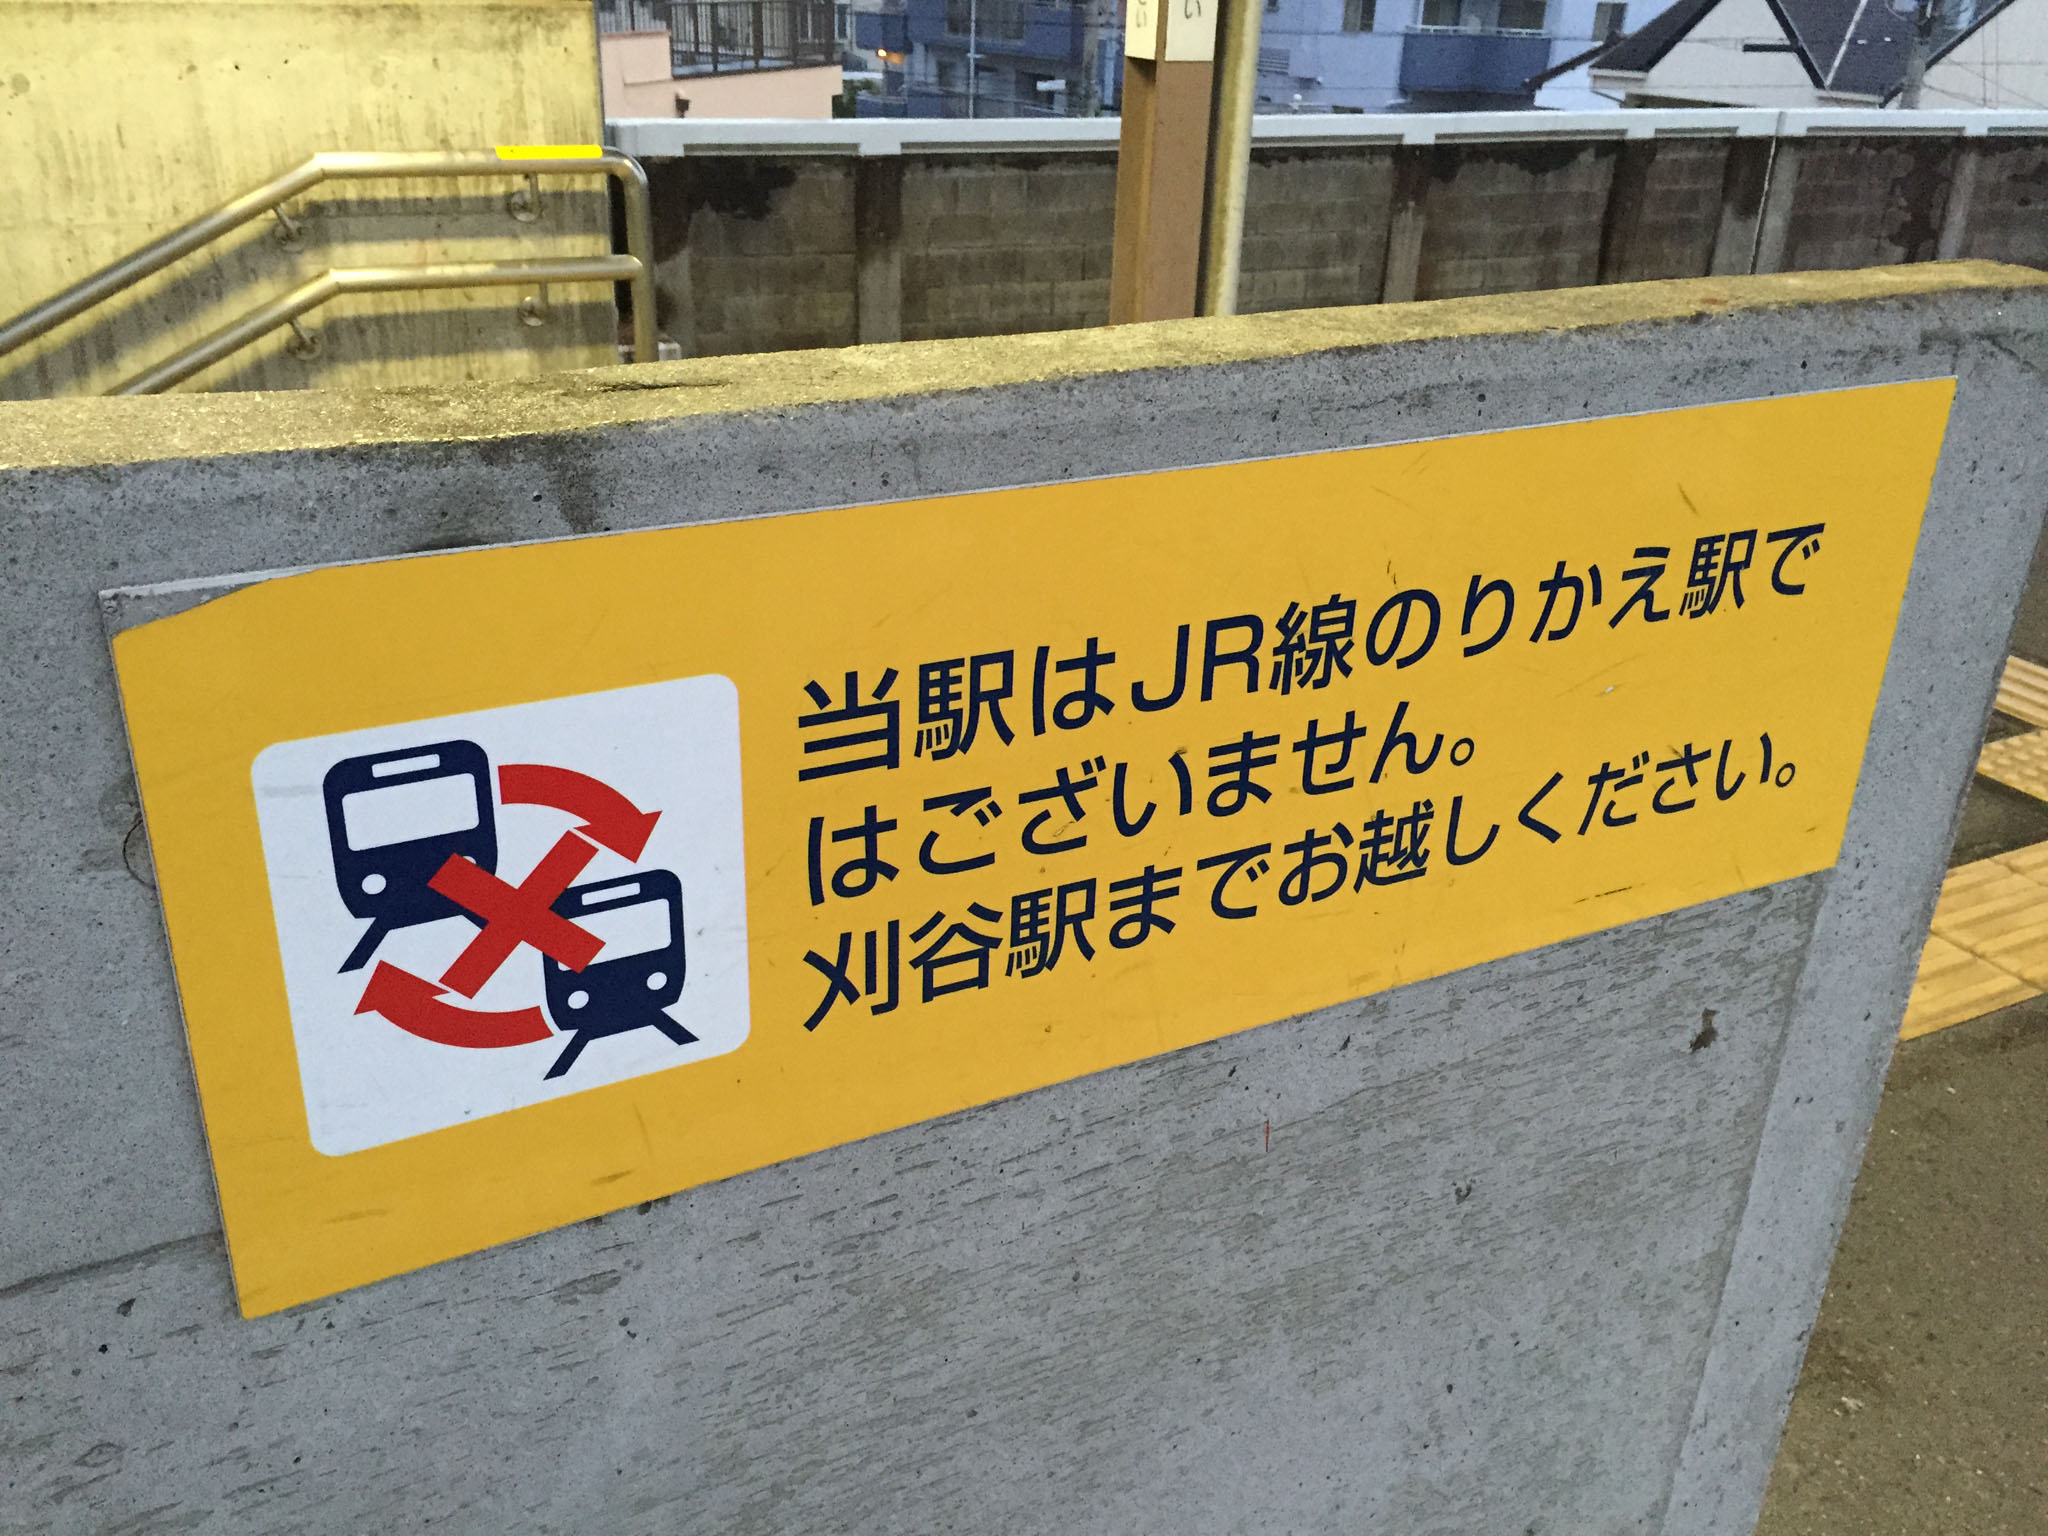 当駅はJR線のりかえ駅で
はございません。
刈谷駅までお越しください。